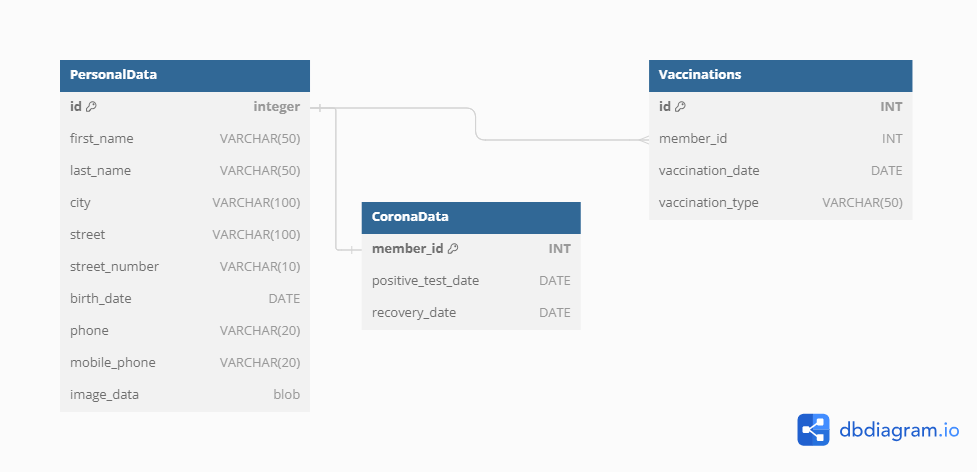 PersonalData
id integer
first_name VARCHAR(50)
last_name VARCHAR(50)
city VARCHAR(100)
street VARCHAR(100)
street_number VARCHAR(10)
birth_date DATE
phone VARCHAR(20)
mobile_phone VARCHAR(20)
image_data blob
CoronaData
member_id INT
positive_test_date DATE
recovery_date DATE
Vaccinations
id INT
member_id INT
vaccination_date DATE
vaccination_type VARCHAR(50)
dbdiagram.io